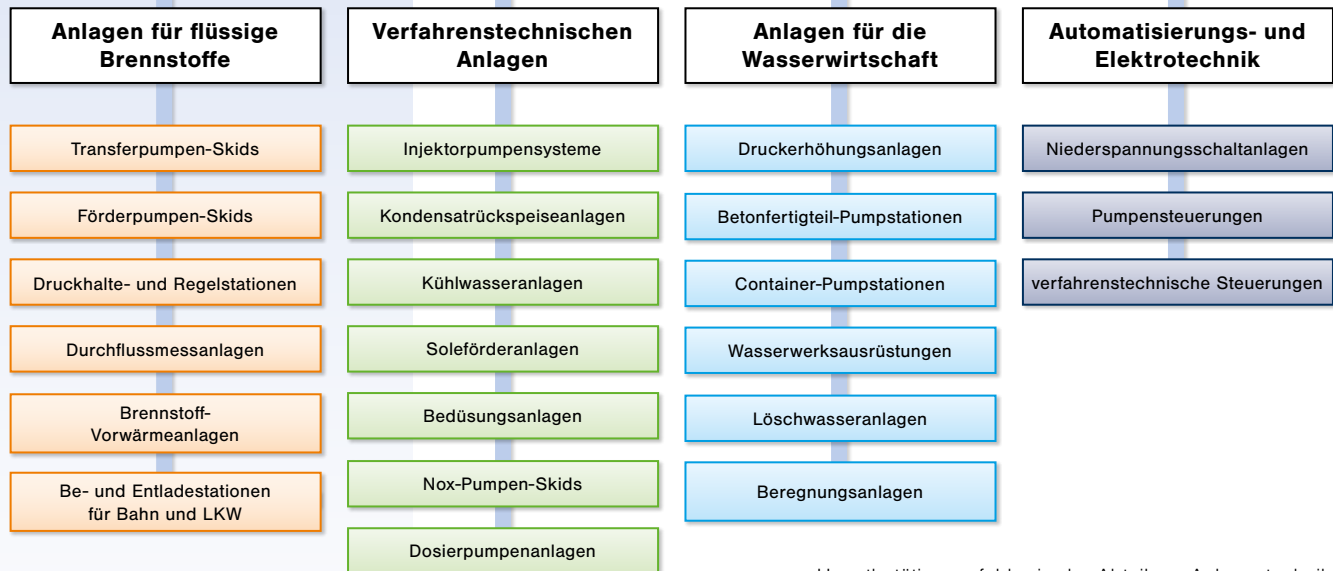 Anlagen für flüssige
Brennstoffe
Transferpumpen-Skids
Förderpumpen-Skids
Druckhalte- und Regelstationen
Durchflussmessanlagen
Brennstoff-
Vorwärmeanlagen
Be- und Entladestationen
für Bahn und LKW
Verfahrenstechnischen
Anlagen
Injektorpumpensysteme
Kondensatrückspeiseanlagen
Kühlwasseranlagen
Soleförderanlagen
Bedüsungsanlagen
Nox-Pumpen-Skids
Dosierpumpenanlagen
Anlagen für die
Wasserwirtschaft
Druckerhöhungsanlagen
Betonfertigteil-Pumpstationen
Container-Pumpstationen
Wasserwerksausrüstungen
Löschwasseranlagen
Beregnungsanlagen
Automatisierungs- und
Elektrotechnik
Niederspannungsschaltanlagen
Pumpensteuerungen
verfahrenstechnische Steuerungen